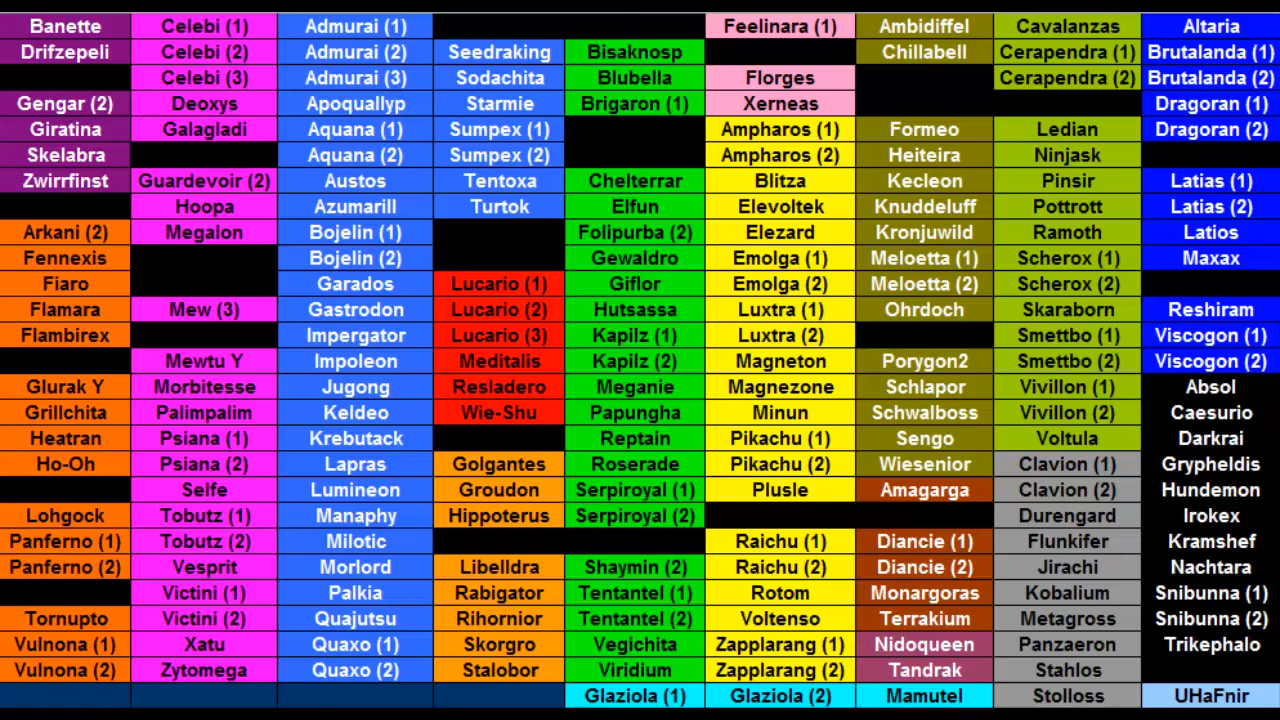 Banette Celebi (1) Admurai (1) Feelinara (1) Ambidiffel Cavalanzas Altaria
Drifzepeli Celebi (2) Admurai (2) Seedraking Bisaknosp Chillabell Cerapendra (1) Brutalanda (1)
Celebi (3) Admurai (3) Sodachita Blubella Florges Cerapendra (2) Brutalanda (2)
Gengar (2) Deoxys Apoquallyp Starmie Brigaron (1) Xerneas Dragoran (1)
Giratina Galagladi Aquana (1) Sumpex (1) Ampharos (1) Formeo Ledian Dragoran (2)
Skelabra Aquana (2) Sumpex (2) Ampharos (2) Heiteira Ninjask
Zwirrfinst Guardevoir (2) Austos Tentoxa Chelterrar Blitza Kecleon Pinsir Latias (1)
Hoopa Azumarill Turtok Elfun Elevoltek Knuddeluff Pottrott Latias (2)
Arkani (2) Megalon Bojelin (1) Folipurba (2) Elezard Kronjuwild Ramoth Latios
Fennexis Bojelin (2) Gewaldro Emolga (1) Meloetta (1) Scherox (1) Maxax
Fiaro Garados Lucario (1) Giflor Emolga (2) Meloetta (2) Scherox (2)
Flamara Mew (3) Gastrodon Lucario (2) Hutsassa Luxtra (1) Ohrdoch Skaraborn Reshiram
Flambirex Impergator Lucario (3) Kapilz (1) Luxtra (2) Smettbo (1) Viscogon (1)
Mewtu Y Impoleon Meditalis Kapilz (2) Magneton Porygon2 Smettbo (2) Viscogon (2)
Glurak Y Morbitesse Jugong Resladero Meganie Magnezone Schlapor Vivillon (1) Absol
Grillchita Palimpalim Keldeo Wie-Shu Papungha Minun Schwalboss Vivillon (2) Caesurio
Heatran Psiana (1) Krebutack Reptain Pikachu (1) Sengo Voltula Darkrai
Ho-Oh Psiana (2) Lapras Golgantes Roserade Pikachu (2) Wiesenior Clavion (1) Grypheldis
Selfe Lumineon Groudon Serpiroyal (1) Plusle Amagarga Clavion (2) Hundemon
Lohgock Tobutz (1) Manaphy Hippoterus Serpiroyal (2) Durengard Irokex
Panferno (1) Tobutz (2) Milotic Raichu (1) Diancie (1) Flunkifer Kramshef
Panferno (2) Vesprit Morlord Libelldra Shaymin (2) Raichu (2) Diancie (2) Jirachi Nachtara
Victini (1) Palkia Rabigator Tentantel (1) Rotom Monargoras Kobalium Snibunna (1)
Tornupto Victini (2) Quajutsu Rihornior Tentantel (2) Voltenso Terrakium Metagross Snibunna (2)
Vulnona (1) Xatu Quaxo (1) Skorgro Vegichita Zapplarang (1) Nidoqueen Panzaeron Trikephalo
Vulnona (2) Zytomega Quaxo (2) Stalobor Viridium Zapplarang (2) Tandrak Stahlos
Glaziola (1) Glaziola (2) Mamutel Stolloss UHaFnir